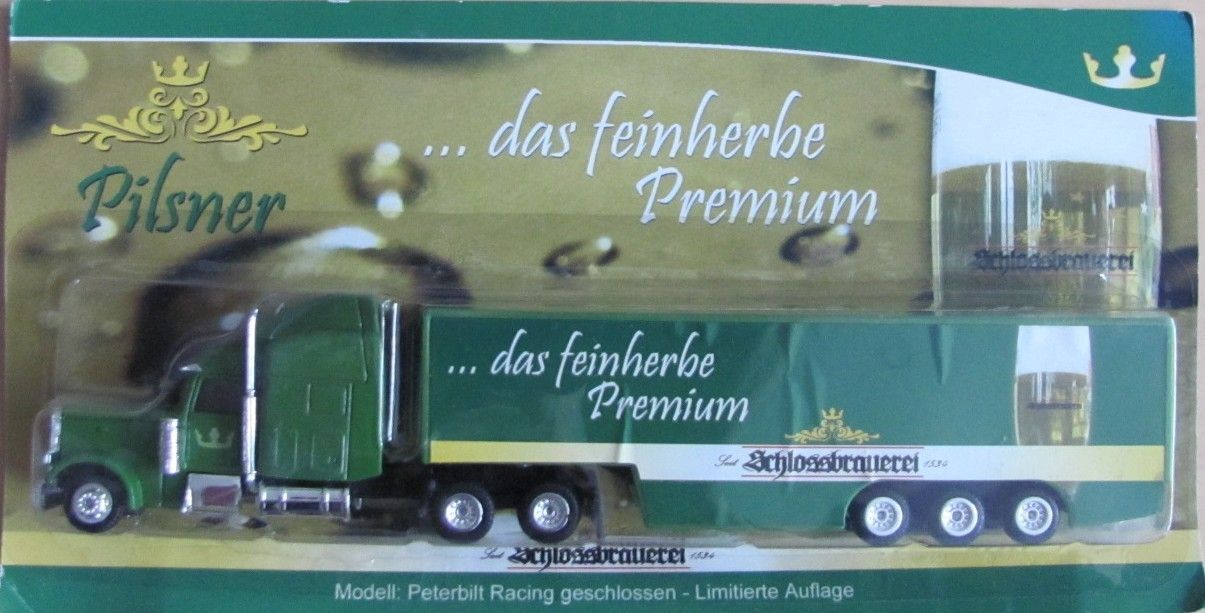 Pilsner
... das feinherbe
Premium
Schlossbrauerei
... das feinherbe
Premium
Seit Schlossbrauerei 1534
Seit Schlossbrauerei 1534
Modell: Peterbilt Racing geschlossen - Limitierte Auflage